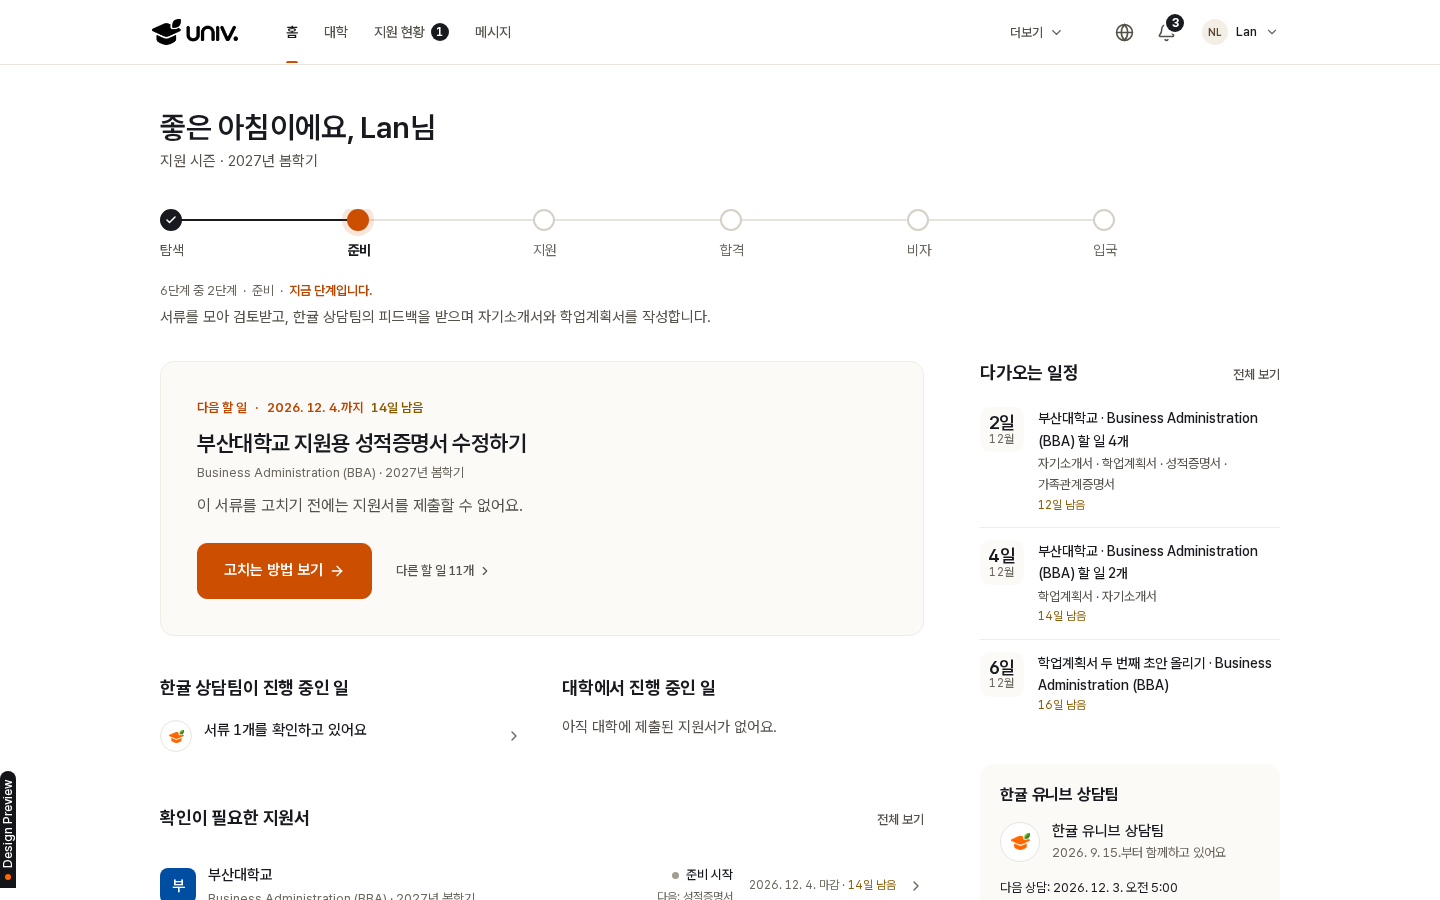 UNIV.
홈
대학
지원 현황 1
메시지
더보기
3
NL
Lan
좋은 아침이에요, Lan님
지원 시즌 · 2027년 봄학기
탐색
준비
지원
합격
비자
입국
6단계 중 2단계 · 준비 · 지금 단계입니다.
서류를 모아 검토받고, 한귤 상담팀의 피드백을 받으며 자기소개서와 학업계획서를 작성합니다.
다음 할 일 · 2026. 12. 4.까지 14일 남음
부산대학교 지원용 성적증명서 수정하기
Business Administration (BBA) · 2027년 봄학기
이 서류를 고치기 전에는 지원서를 제출할 수 없어요.
고치는 방법 보기
다른 할 일 11개
한귤 상담팀이 진행 중인 일
서류 1개를 확인하고 있어요
대학에서 진행 중인 일
아직 대학에 제출된 지원서가 없어요.
확인이 필요한 지원서
전체 보기
부
부산대학교
Business Administration (BBA) · 2027년 봄학기
준비 시작
다음: 성적증명서
2026. 12. 4. 마감 · 14일 남음
다가오는 일정
전체 보기
2일
12월
부산대학교 · Business Administration
(BBA) 할 일 4개
자기소개서 · 학업계획서 · 성적증명서 ·
가족관계증명서
12일 남음
4일
12월
부산대학교 · Business Administration
(BBA) 할 일 2개
학업계획서 · 자기소개서
14일 남음
6일
12월
학업계획서 두 번째 초안 올리기 · Business
Administration (BBA)
16일 남음
한귤 유니브 상담팀
한귤 유니브 상담팀
2026. 9. 15.부터 함께하고 있어요
다음 상담: 2026. 12. 3. 오전 5:00
Design Preview